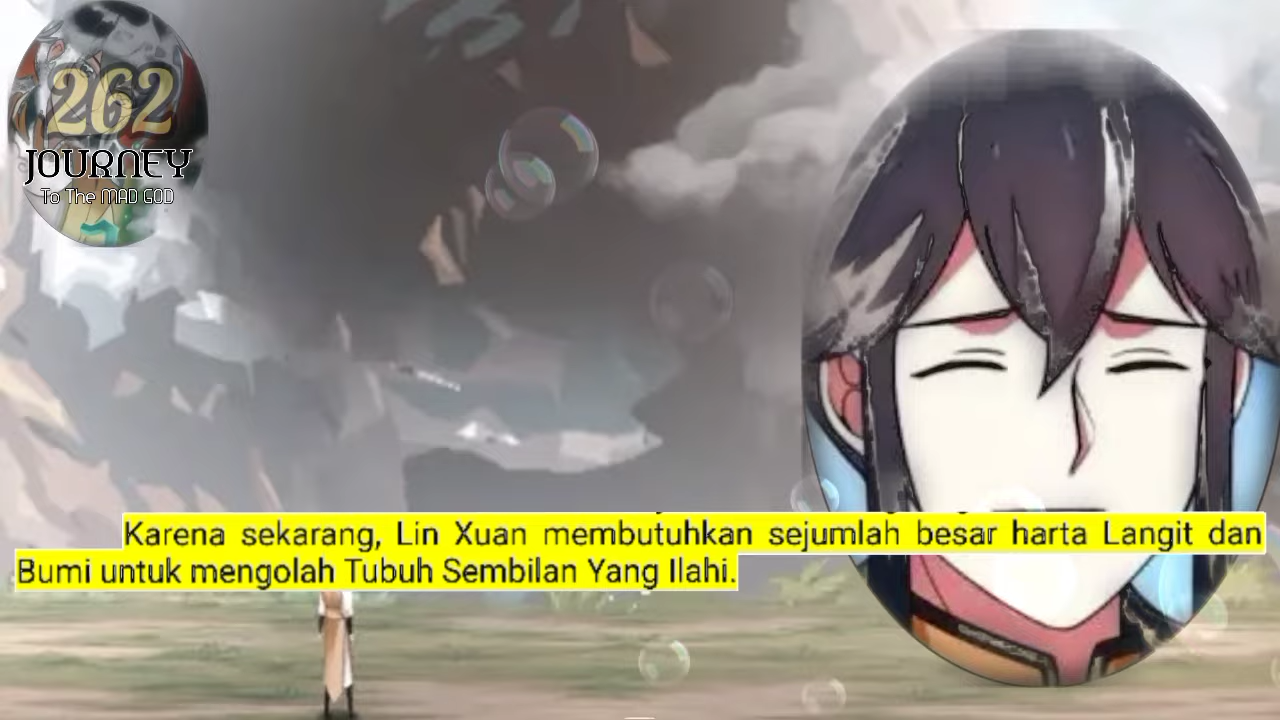 262
JOURNEY
To The MAD GOD
Karena sekarang, Lin Xuan membutuhkan sejumlah besar harta Langit dan
Bumi untuk mengolah Tubuh Sembilan Yang Ilahi.